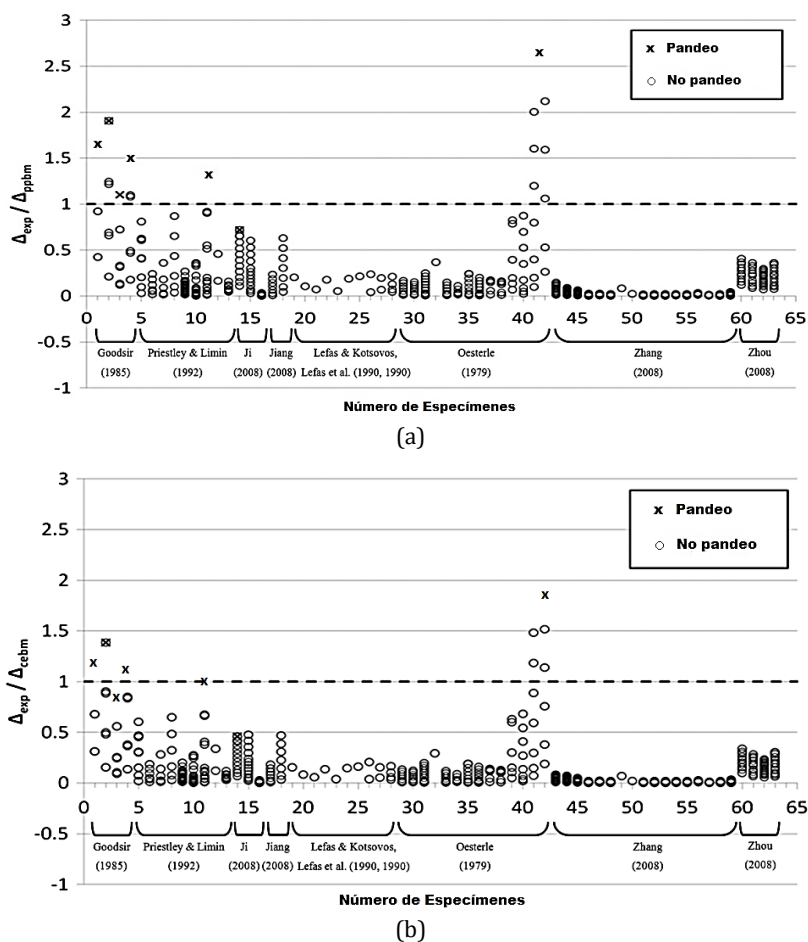 3
2.5
2
1.5
1
0.5
0
-0.5
-1
Δexp / Δppbm
x Pandeo
○ No pandeo
0 5 10 15 20 25 30 35 40 45 50 55 60 65
Goodsir Priestley & Limin Ji Jiang Lefas & Kotsovos, Oesterle Zhang Zhou
(1985) (1992) (2008) (2008) Lefas et al. (1990, 1990) (1979) (2008) (2008)
Número de Especímenes
(a)
3
2.5
2
1.5
1
0.5
0
-0.5
-1
Δexp / Δcebm
x Pandeo
○ No pandeo
0 5 10 15 20 25 30 35 40 45 50 55 60 65
Goodsir Priestley & Limin Ji Jiang Lefas & Kotsovos, Oesterle Zhang Zhou
(1985) (1992) (2008) (2008) Lefas et al. (1990, 1990) (1979) (2008) (2008)
Número de Especímenes
(b)